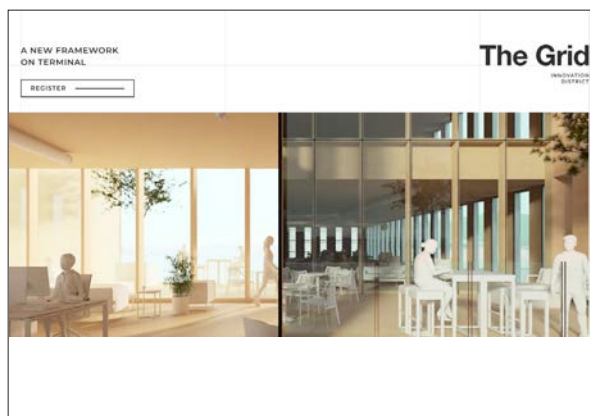 A NEW FRAMEWORK
ON TERMINAL
REGISTER
The Grid
INNOVATION
DISTRICT